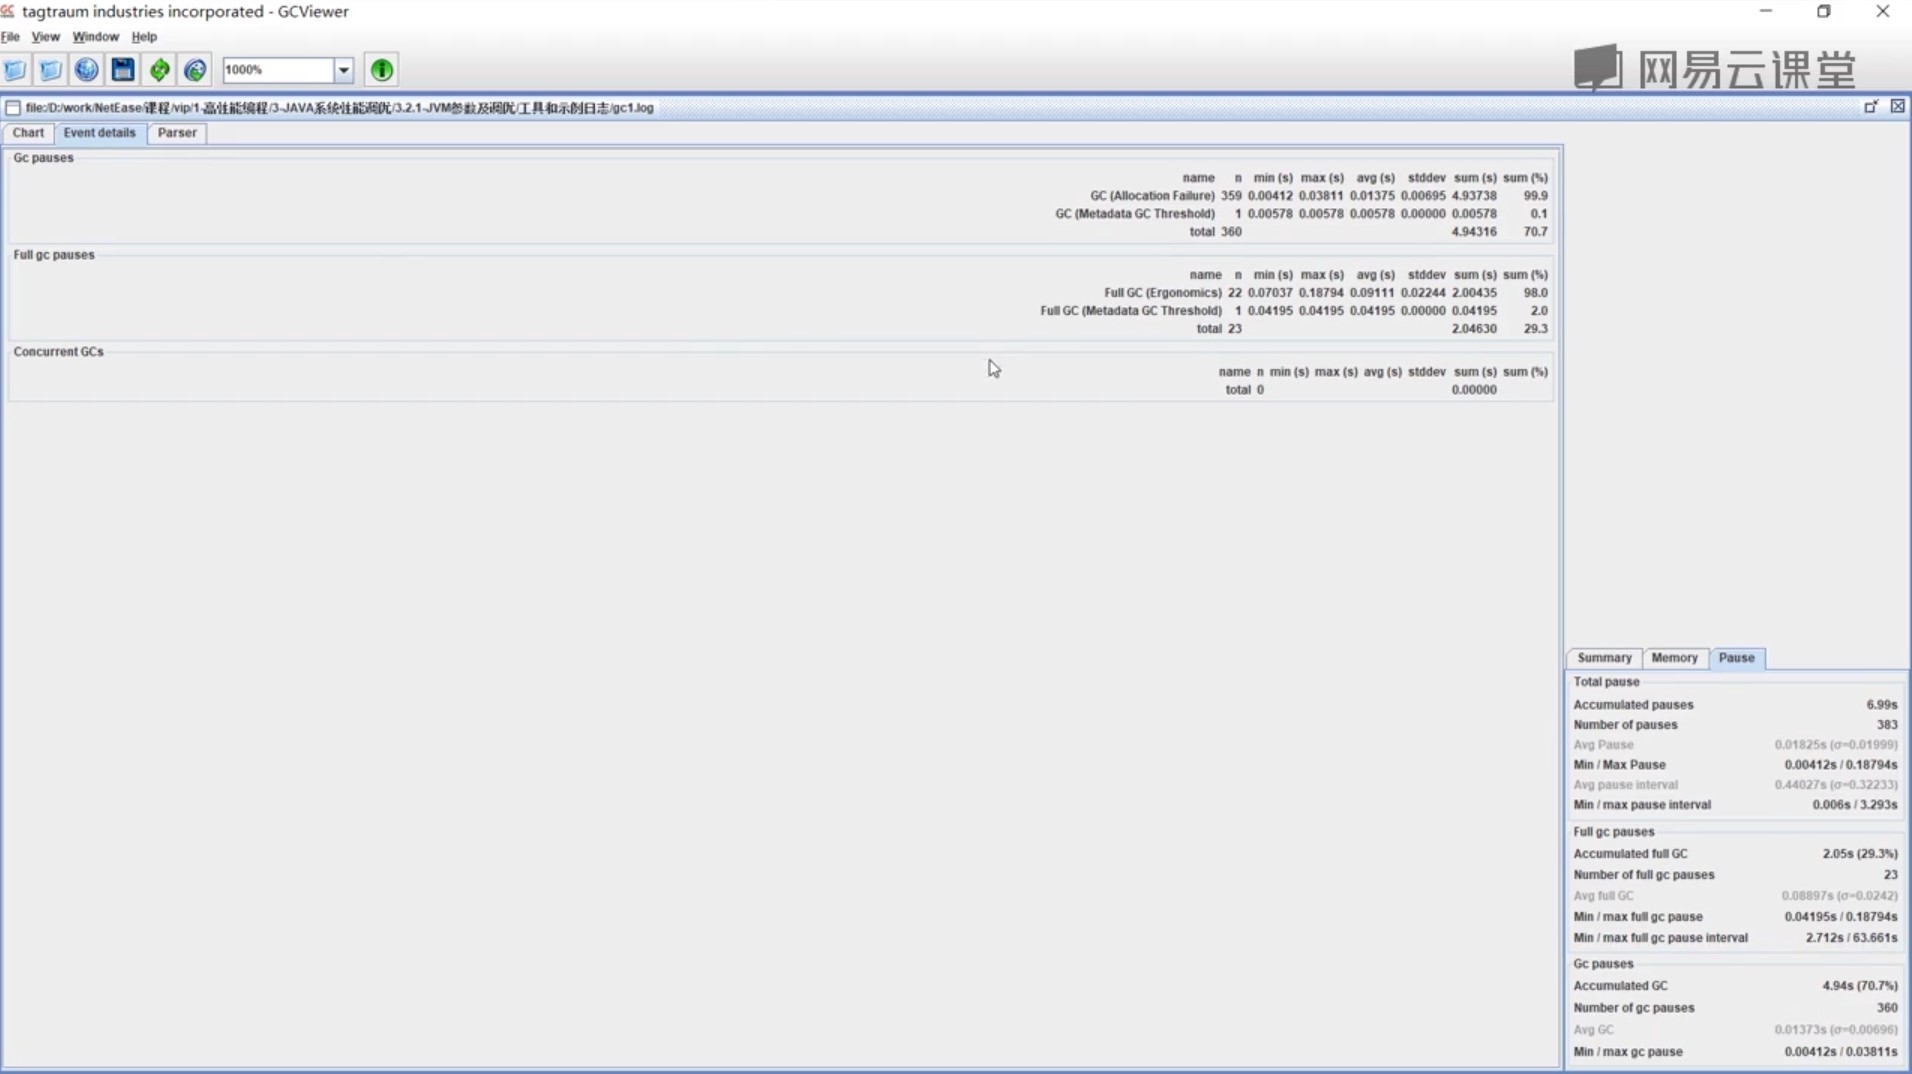 tagtraum industries incorporated - GCViewer
File View Window Help
1000%
网易云课堂
file:/D:/work/NetEase/课程/vip/1-高性能编程/3-JAVA系统性能调优/3.2.1-JVM参数及调优/工具和示例日志/gc1.log
Chart Event details Parser
Gc pauses
name n min (s) max (s) avg (s) stddev sum (s) sum (%)
GC (Allocation Failure) 359 0.00412 0.03811 0.01375 0.00695 4.93738 99.9
GC (Metadata GC Threshold) 1 0.00578 0.00578 0.00578 0.00000 0.00578 0.1
total 360 4.94316 70.7
Full gc pauses
name n min (s) max (s) avg (s) stddev sum (s) sum (%)
Full GC (Ergonomics) 22 0.07037 0.18794 0.09111 0.02244 2.00435 98.0
Full GC (Metadata GC Threshold) 1 0.04195 0.04195 0.04195 0.00000 0.04195 2.0
total 23 2.04630 29.3
Concurrent GCs
name n min (s) max (s) avg (s) stddev sum (s) sum (%)
total 0 0.00000
Summary Memory Pause
Total pause
Accumulated pauses 6.99s
Number of pauses 383
Avg Pause 0.01825s (σ=0.01999)
Min / Max Pause 0.00412s / 0.18794s
Avg pause interval 0.44027s (σ=0.32233)
Min / max pause interval 0.006s / 3.293s
Full gc pauses
Accumulated full GC 2.05s (29.3%)
Number of full gc pauses 23
Avg full GC 0.08897s (σ=0.0242)
Min / max full gc pause 0.04195s / 0.18794s
Min / max full gc pause interval 2.712s / 63.661s
Gc pauses
Accumulated GC 4.94s (70.7%)
Number of gc pauses 360
Avg GC 0.01373s (σ=0.00696)
Min / max gc pause 0.00412s / 0.03811s